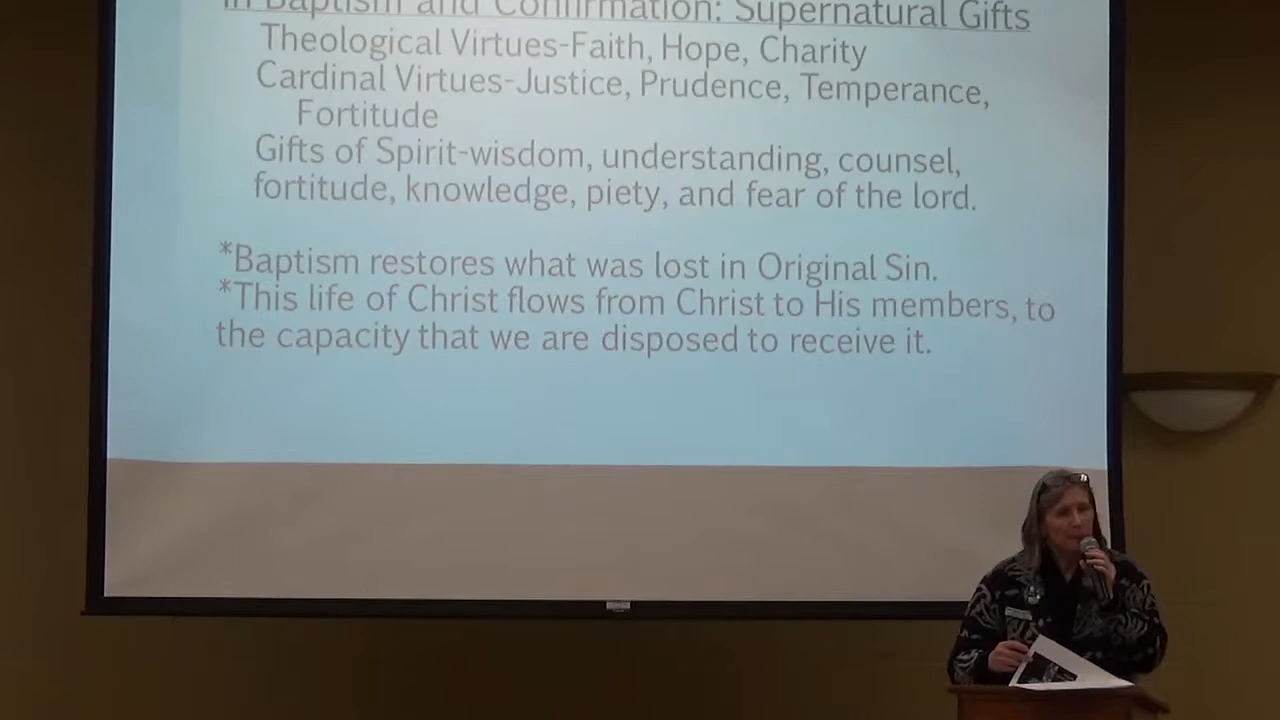 in Baptism and Confirmation: Supernatural Gifts
Theological Virtues-Faith, Hope, Charity
Cardinal Virtues-Justice, Prudence, Temperance,
Fortitude
Gifts of Spirit-wisdom, understanding, counsel,
fortitude, knowledge, piety, and fear of the lord.
*Baptism restores what was lost in Original Sin.
*This life of Christ flows from Christ to His members, to
the capacity that we are disposed to receive it.